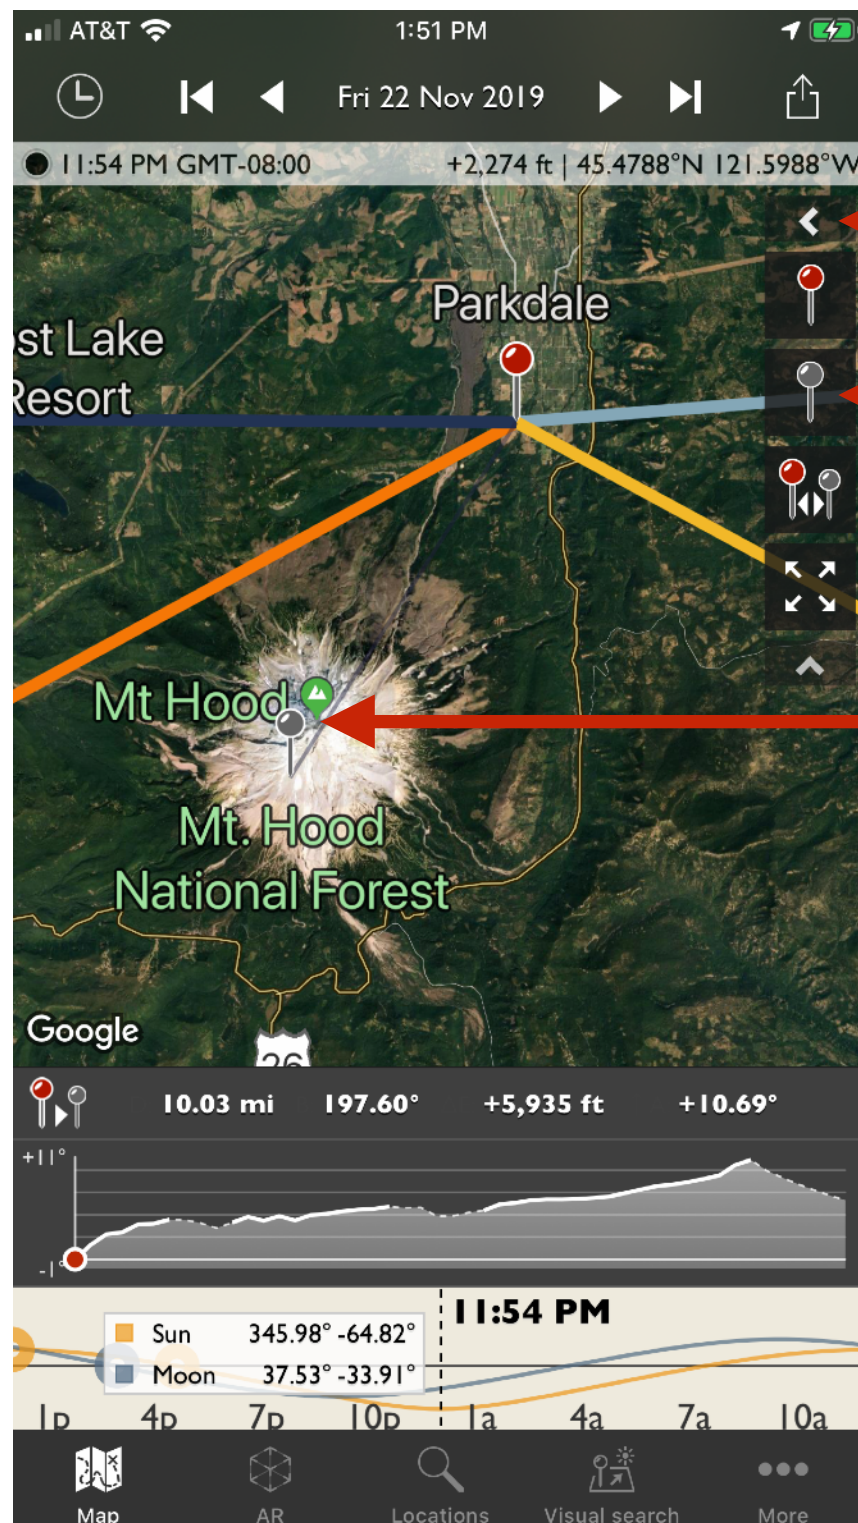 AT&T 1:51 PM
Fri 22 Nov 2019
11:54 PM GMT-08:00 +2,274 ft | 45.4788°N 121.5988°W
Parkdale
ost Lake
Resort
Mt Hood
Mt. Hood
National Forest
Google
26
10.03 mi 197.60° +5,935 ft +10.69°
+11°
-1°
11:54 PM
Sun 345.98° -64.82°
Moon 37.53° -33.91°
1p 4p 7p 10p 1a 4a 7a 10a
Map AR Locations Visual search More